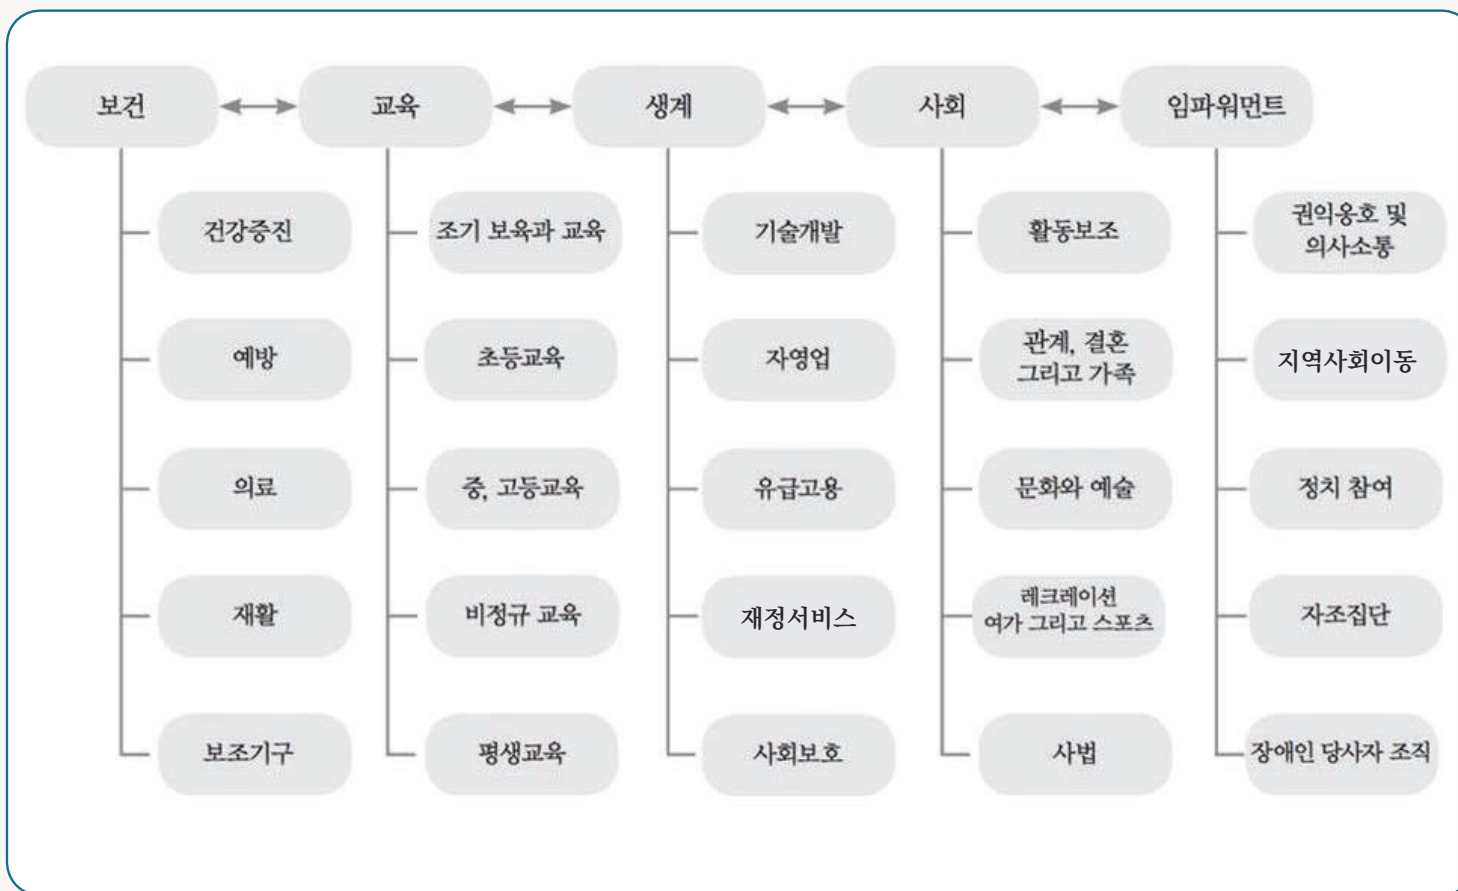 보건
교육
생계
사회
임파워먼트
건강증진
조기 보육과 교육
기술개발
활동보조
권익옹호 및
의사소통
예방
초등교육
자영업
관계, 결혼
그리고 가족
지역사회이동
의료
중, 고등교육
유급고용
문화와 예술
정치 참여
재활
비정규 교육
재정서비스
레크레이션
여가 그리고 스포츠
자조집단
보조기구
평생교육
사회보호
사법
장애인 당사자 조직